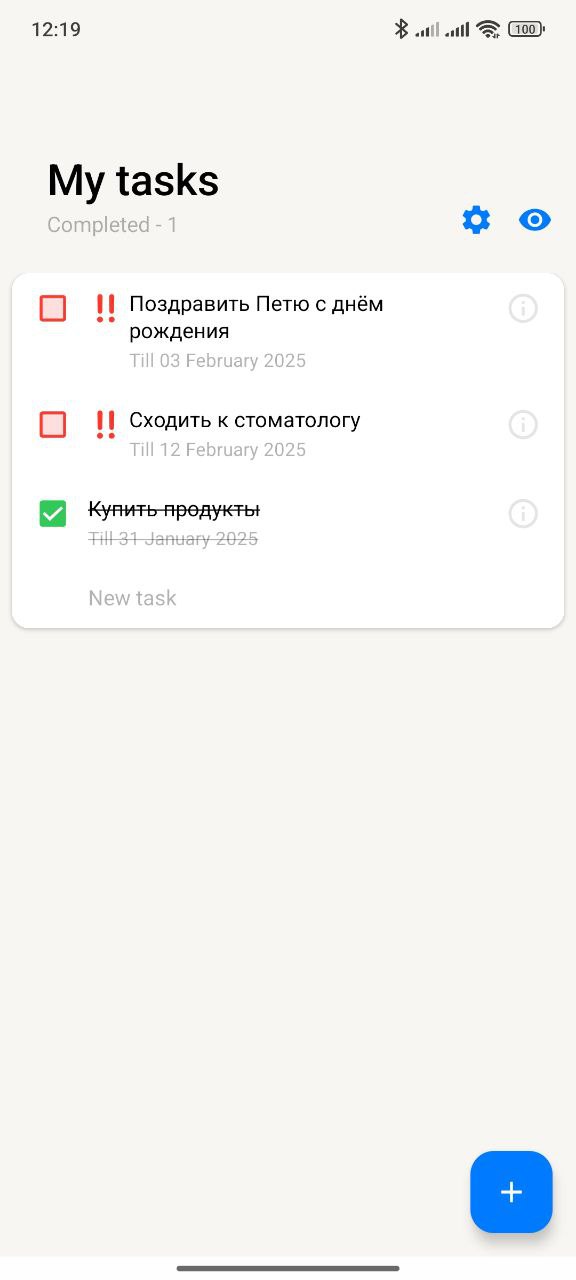 12:19
100
My tasks
Completed - 1
‼ Поздравить Петю с днём
рождения
Till 03 February 2025
‼ Сходить к стоматологу
Till 12 February 2025
Купить продукты
Till 31 January 2025
New task